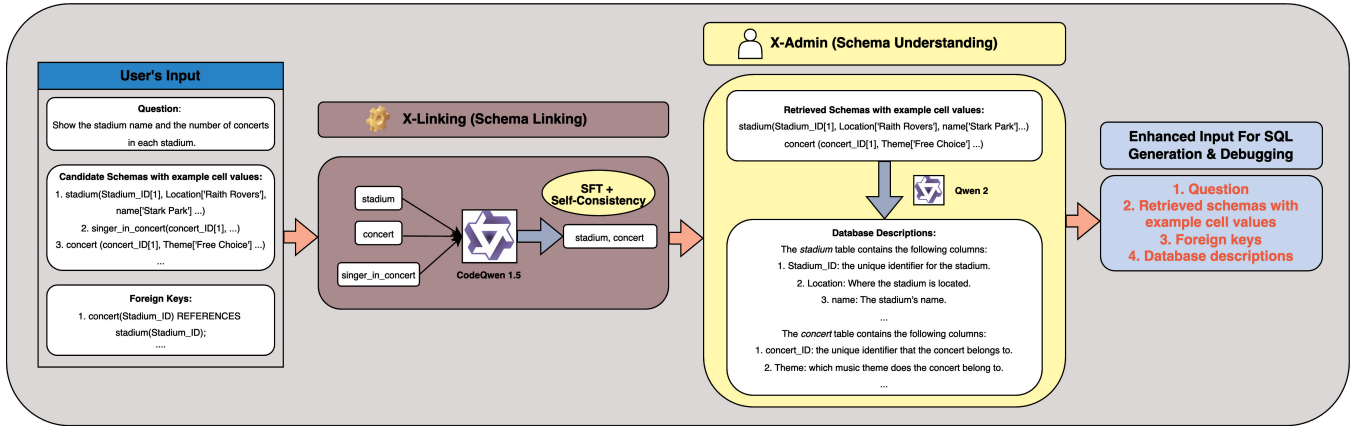 User's Input
Question:
Show the stadium name and the number of concerts
in each stadium.
Candidate Schemas with example cell values:
1. stadium(Stadium_ID[1], Location['Raith Rovers'],
name['Stark Park'] ...)
2. singer_in_concert(concert_ID[1], ...)
3. concert (concert_ID[1], Theme['Free Choice'] ...)
...
Foreign Keys:
1. concert(Stadium_ID) REFERENCES
stadium(Stadium_ID);
....
X-Linking (Schema Linking)
stadium
concert
singer_in_concert
CodeQwen 1.5
SFT +
Self-Consistency
stadium, concert
X-Admin (Schema Understanding)
Retrieved Schemas with example cell values:
stadium(Stadium_ID[1], Location['Raith Rovers'], name['Stark Park']...)
concert (concert_ID[1], Theme['Free Choice'] ...)
Qwen 2
Database Descriptions:
The stadium table contains the following columns:
1. Stadium_ID: the unique identifier for the stadium.
2. Location: Where the stadium is located.
3. name: The stadium's name.
...
The concert table contains the following columns:
1. concert_ID: the unique identifier that the concert belongs to.
2. Theme: which music theme does the concert belong to.
...
Enhanced Input For SQL
Generation & Debugging
1. Question
2. Retrieved schemas with
example cell values
3. Foreign keys
4. Database descriptions